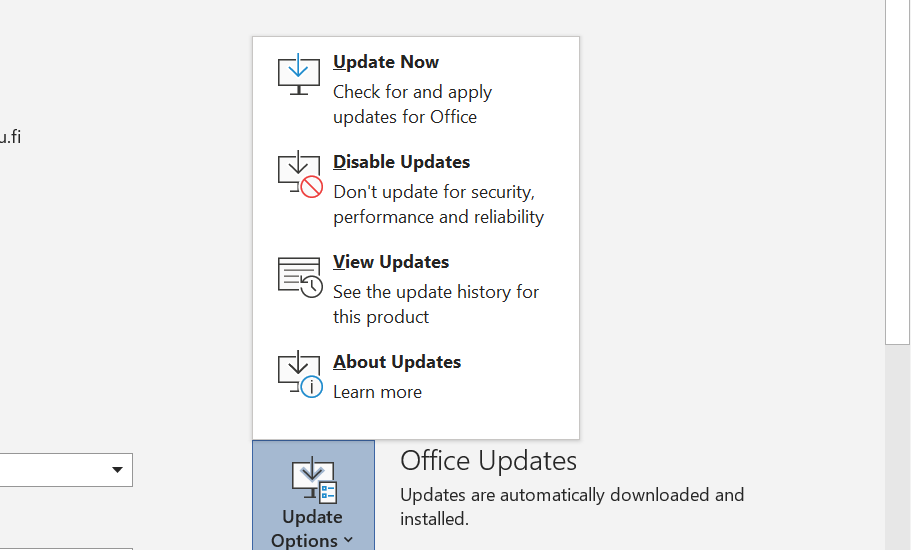 u.fi
Update Now
Check for and apply
updates for Office
Disable Updates
Don't update for security,
performance and reliability
View Updates
See the update history for
this product
About Updates
Learn more
Update
Options
Office Updates
Updates are automatically downloaded and
installed.